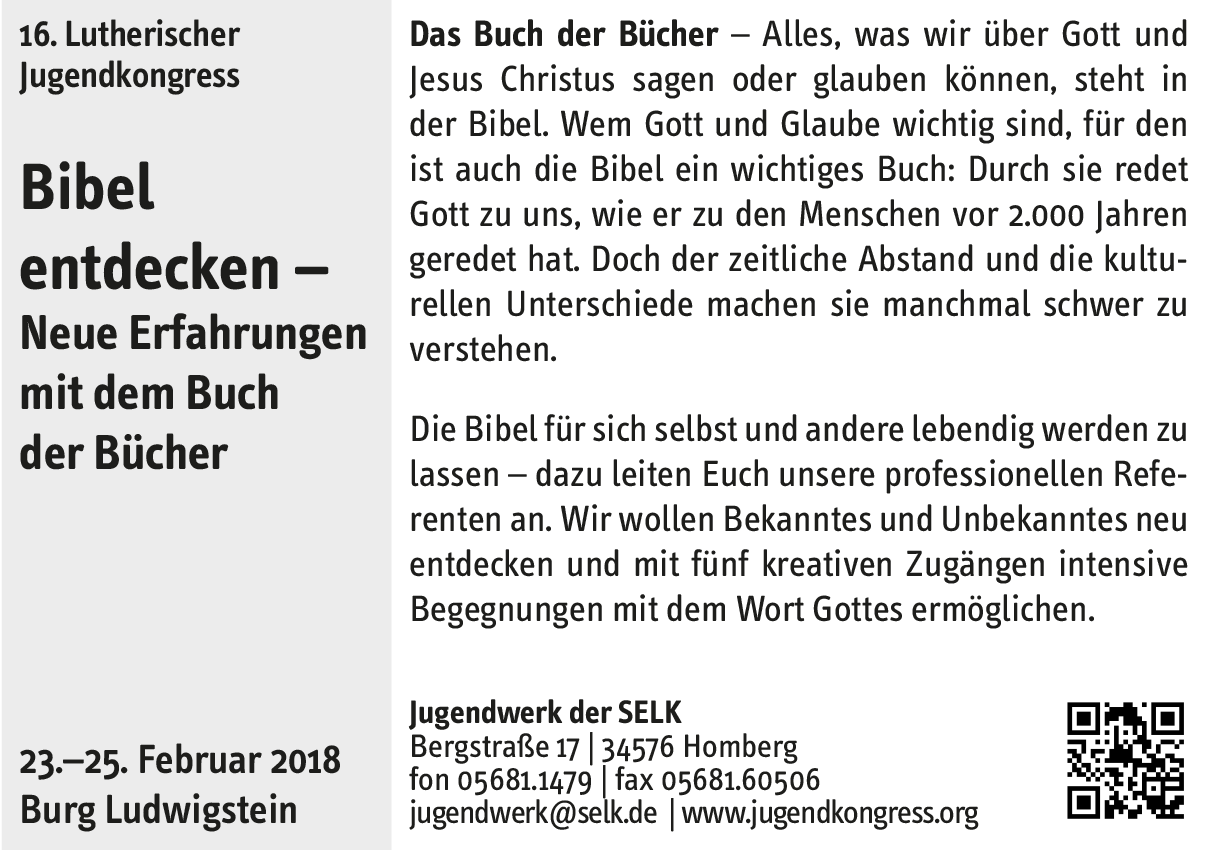 16. Lutherischer
Jugendkongress
Bibel
entdecken –
Neue Erfahrungen
mit dem Buch
der Bücher
23.–25. Februar 2018
Burg Ludwigstein
Das Buch der Bücher – Alles, was wir über Gott und
Jesus Christus sagen oder glauben können, steht in
der Bibel. Wem Gott und Glaube wichtig sind, für den
ist auch die Bibel ein wichtiges Buch: Durch sie redet
Gott zu uns, wie er zu den Menschen vor 2.000 Jahren
geredet hat. Doch der zeitliche Abstand und die kultu-
rellen Unterschiede machen sie manchmal schwer zu
verstehen.
Die Bibel für sich selbst und andere lebendig werden zu
lassen – dazu leiten Euch unsere professionellen Refe-
renten an. Wir wollen Bekanntes und Unbekanntes neu
entdecken und mit fünf kreativen Zugängen intensive
Begegnungen mit dem Wort Gottes ermöglichen.
Jugendwerk der SELK
Bergstraße 17 | 34576 Homberg
fon 05681.1479 | fax 05681.60506
jugendwerk@selk.de | www.jugendkongress.org